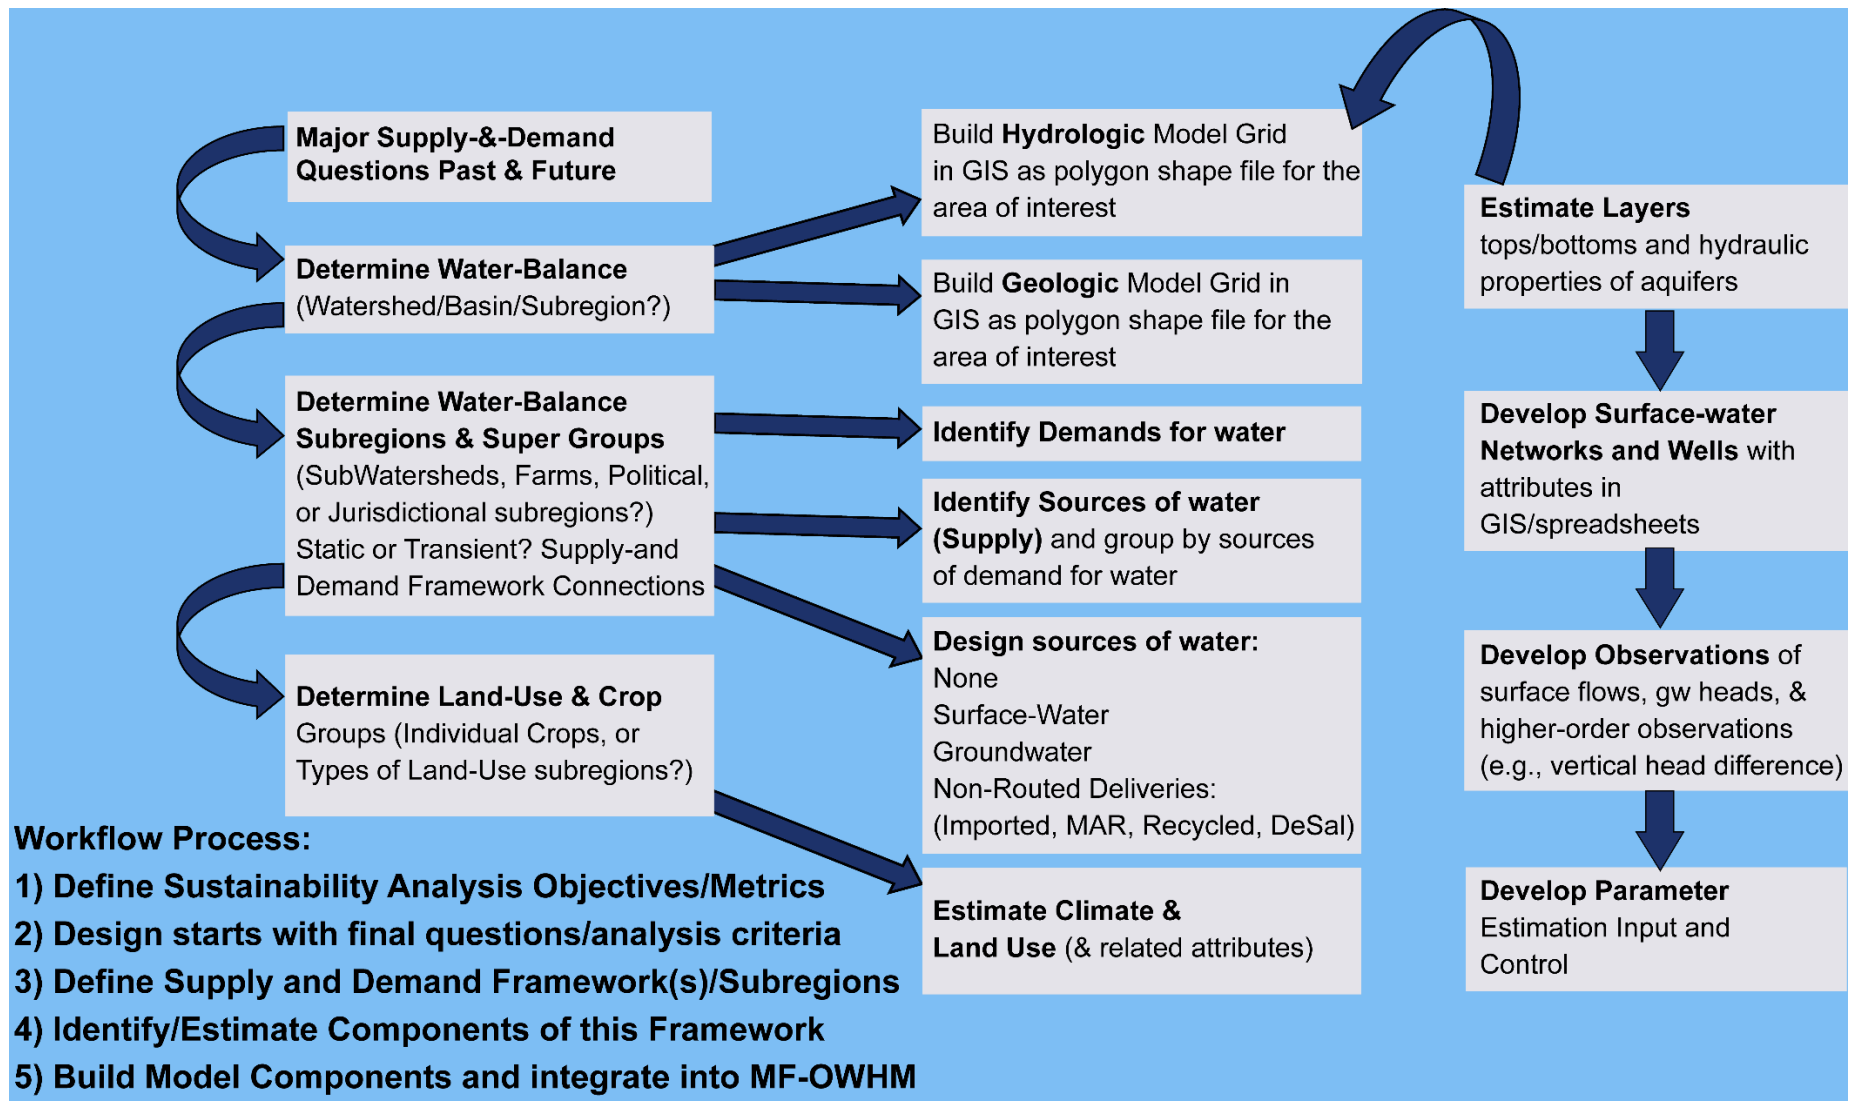 Major Supply-&-Demand
Questions Past & Future
Determine Water-Balance
(Watershed/Basin/Subregion?)
Determine Water-Balance
Subregions & Super Groups
(SubWatersheds, Farms, Political,
or Jurisdictional subregions?)
Static or Transient? Supply-and
Demand Framework Connections
Determine Land-Use & Crop
Groups (Individual Crops, or
Types of Land-Use subregions?)
Build Hydrologic Model Grid
in GIS as polygon shape file for the
area of interest
Build Geologic Model Grid in
GIS as polygon shape file for the
area of interest
Identify Demands for water
Identify Sources of water
(Supply) and group by sources
of demand for water
Design sources of water:
None
Surface-Water
Groundwater
Non-Routed Deliveries:
(Imported, MAR, Recycled, DeSal)
Estimate Climate &
Land Use (& related attributes)
Estimate Layers
tops/bottoms and hydraulic
properties of aquifers
Develop Surface-water
Networks and Wells with
attributes in
GIS/spreadsheets
Develop Observations of
surface flows, gw heads, &
higher-order observations
(e.g., vertical head difference)
Develop Parameter
Estimation Input and
Control
Workflow Process:
1) Define Sustainability Analysis Objectives/Metrics
2) Design starts with final questions/analysis criteria
3) Define Supply and Demand Framework(s)/Subregions
4) Identify/Estimate Components of this Framework
5) Build Model Components and integrate into MF-OWHM